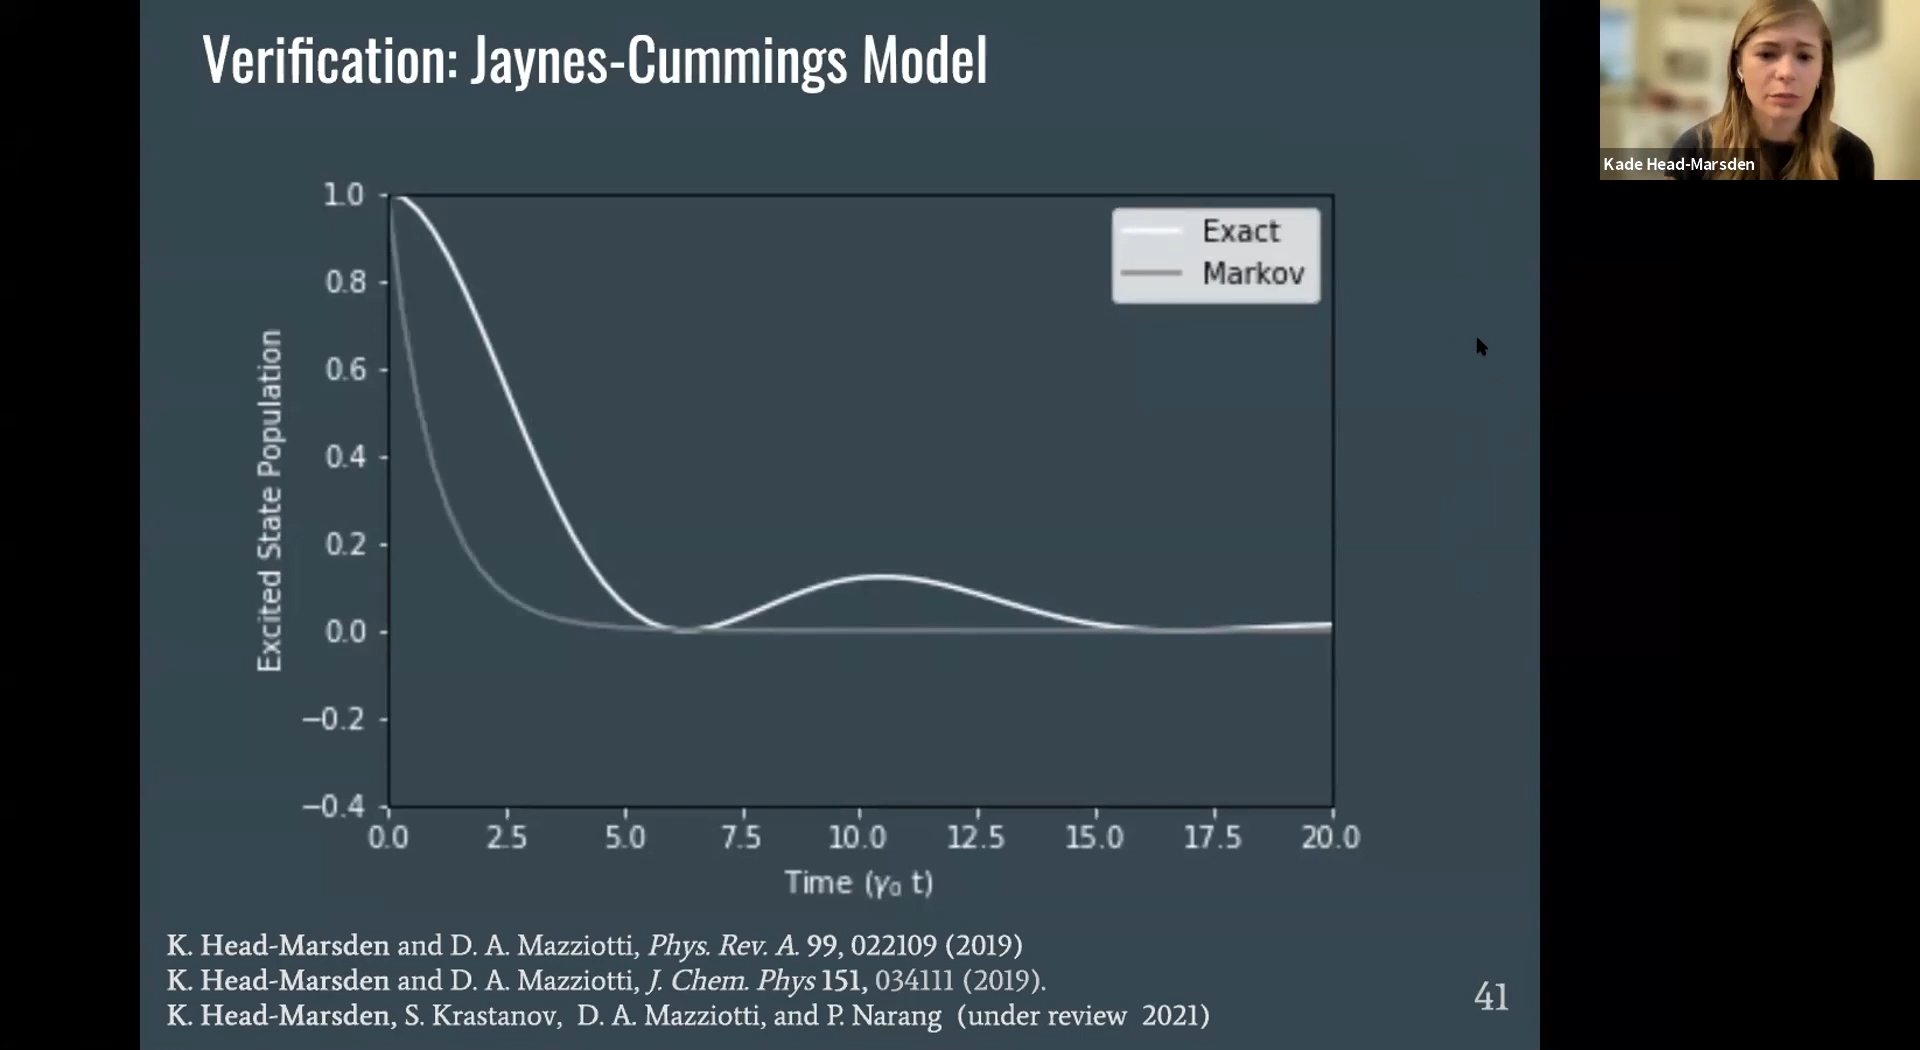 Verification: Jaynes-Cummings Model
Kade Head-Marsden
1.0
0.8
0.6
0.4
0.2
0.0
−0.2
−0.4
Excited State Population
Exact
Markov
0.0 2.5 5.0 7.5 10.0 12.5 15.0 17.5 20.0
Time (γ₀ t)
K. Head-Marsden and D. A. Mazziotti, Phys. Rev. A. 99, 022109 (2019)
K. Head-Marsden and D. A. Mazziotti, J. Chem. Phys 151, 034111 (2019).
K. Head-Marsden, S. Krastanov, D. A. Mazziotti, and P. Narang (under review 2021)
41